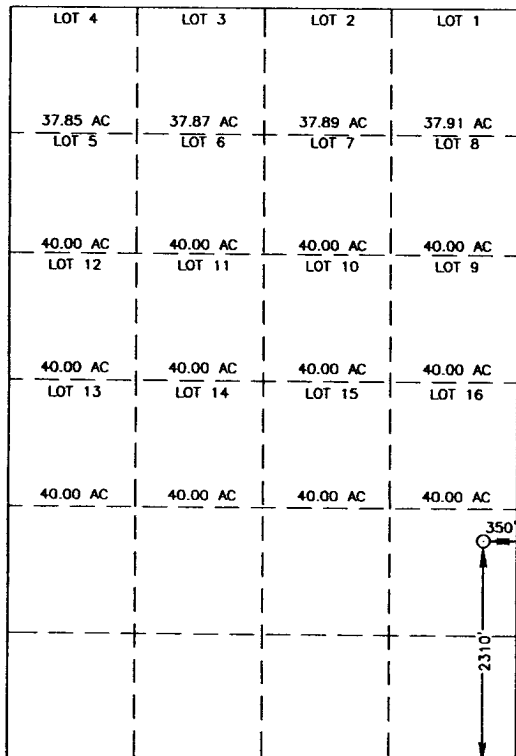 LOT 4 LOT 3 LOT 2 LOT 1
37.85 AC 37.87 AC 37.89 AC 37.91 AC
LOT 5 LOT 6 LOT 7 LOT 8
40.00 AC 40.00 AC 40.00 AC 40.00 AC
LOT 12 LOT 11 LOT 10 LOT 9
40.00 AC 40.00 AC 40.00 AC 40.00 AC
LOT 13 LOT 14 LOT 15 LOT 16
40.00 AC 40.00 AC 40.00 AC 40.00 AC
350'
2310'